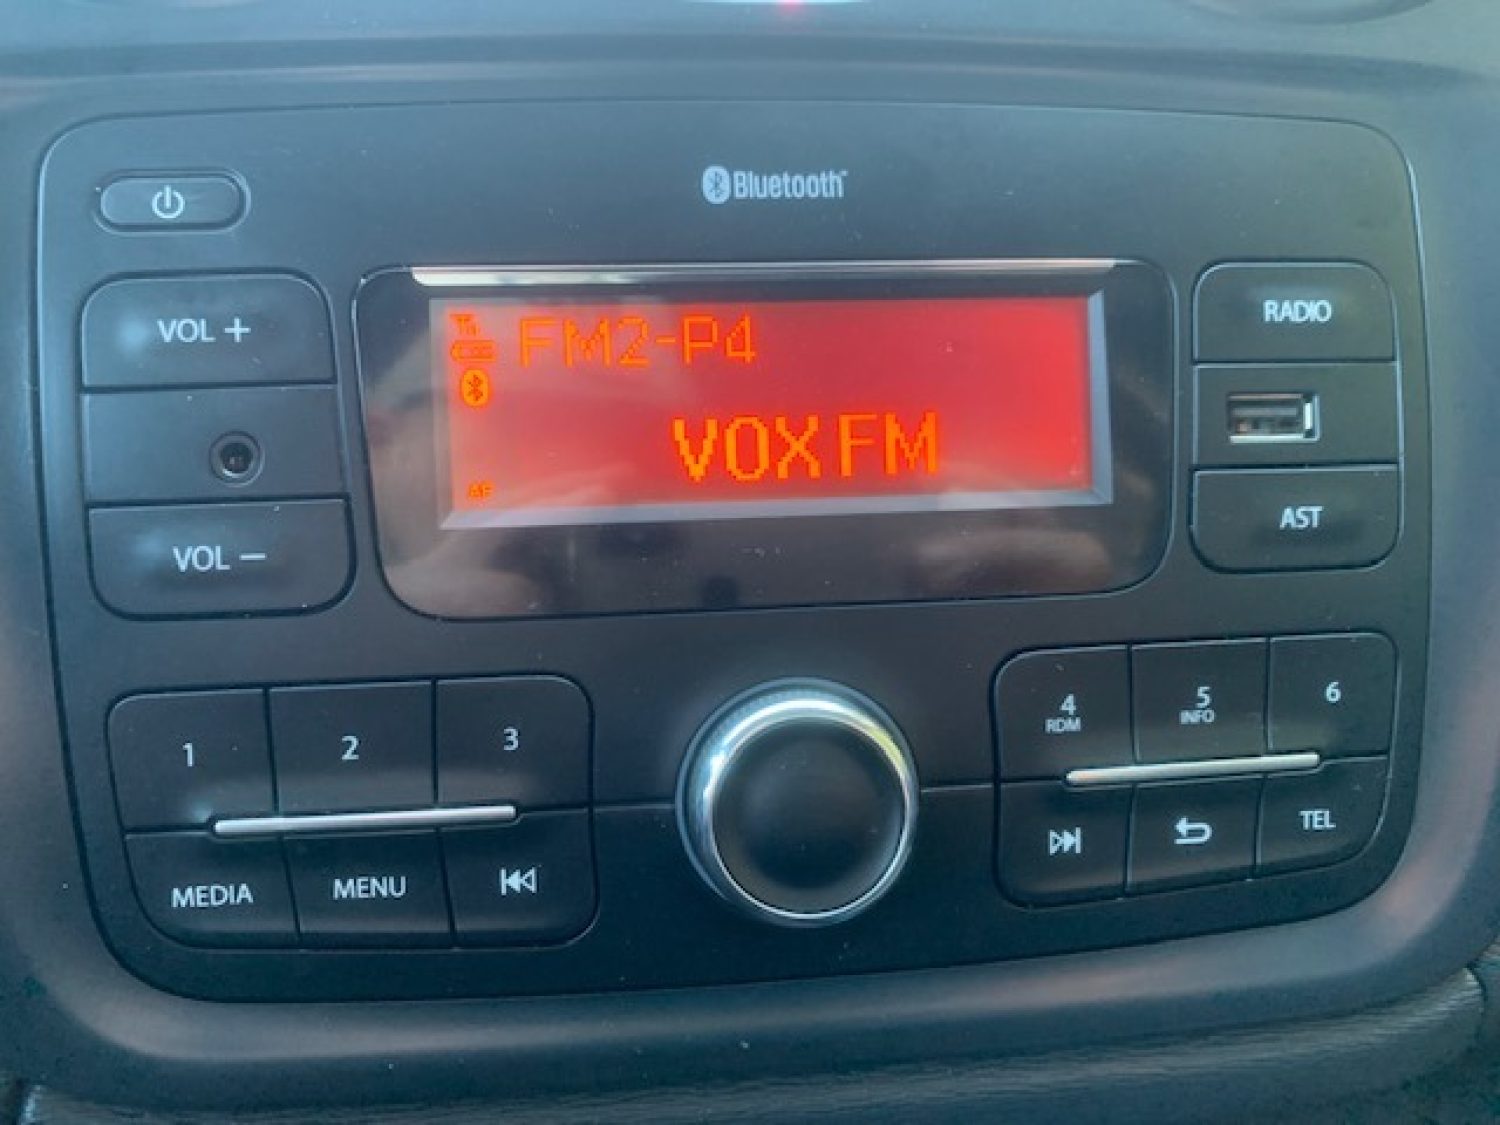 Bluetooth
VOL +
VOL −
FM2-P4
VOX FM
AF
RADIO
AST
1
2
3
MEDIA
MENU
4
RDM
5
INFO
6
TEL